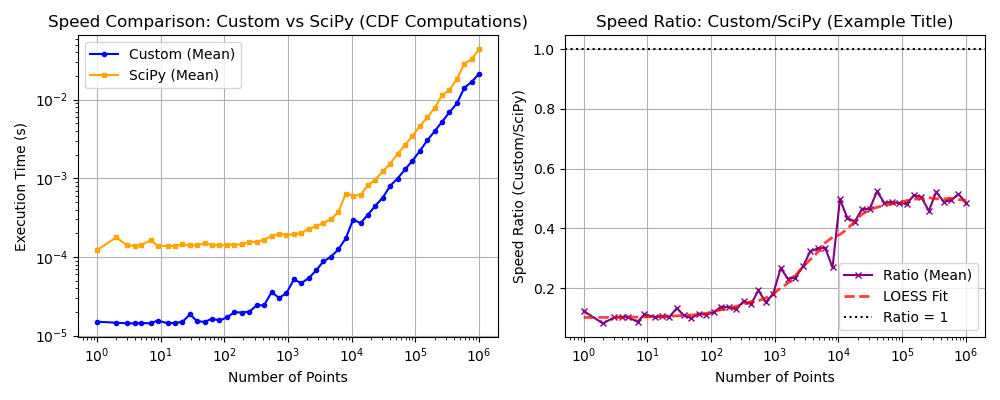 Speed Comparison: Custom vs SciPy (CDF Computations)
Custom (Mean)
SciPy (Mean)
Execution Time (s)
10⁻²
10⁻³
10⁻⁴
10⁻⁵
10⁰ 10¹ 10² 10³ 10⁴ 10⁵ 10⁶
Number of Points
Speed Ratio: Custom/SciPy (Example Title)
Speed Ratio (Custom/SciPy)
1.0
0.8
0.6
0.4
0.2
Ratio (Mean)
LOESS Fit
Ratio = 1
10⁰ 10¹ 10² 10³ 10⁴ 10⁵ 10⁶
Number of Points